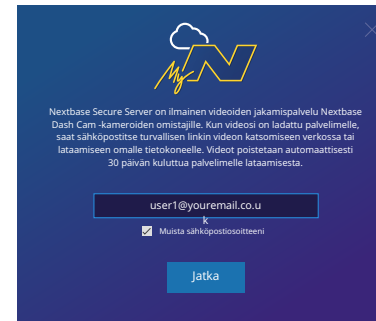 My N
Nextbase Secure Server on ilmainen videoiden jakamispalvelu Nextbase
Dash Cam -kameroiden omistajille. Kun videosi on ladattu palvelimelle,
saat sähköpostitse turvallisen linkin videon katsomiseen verkossa tai
lataamiseen omalle tietokoneelle. Videot poistetaan automaattisesti
30 päivän kuluttua palvelimelle lataamisesta.
user1@youremail.co.u
k
Muista sähköpostiosoitteeni
Jatka